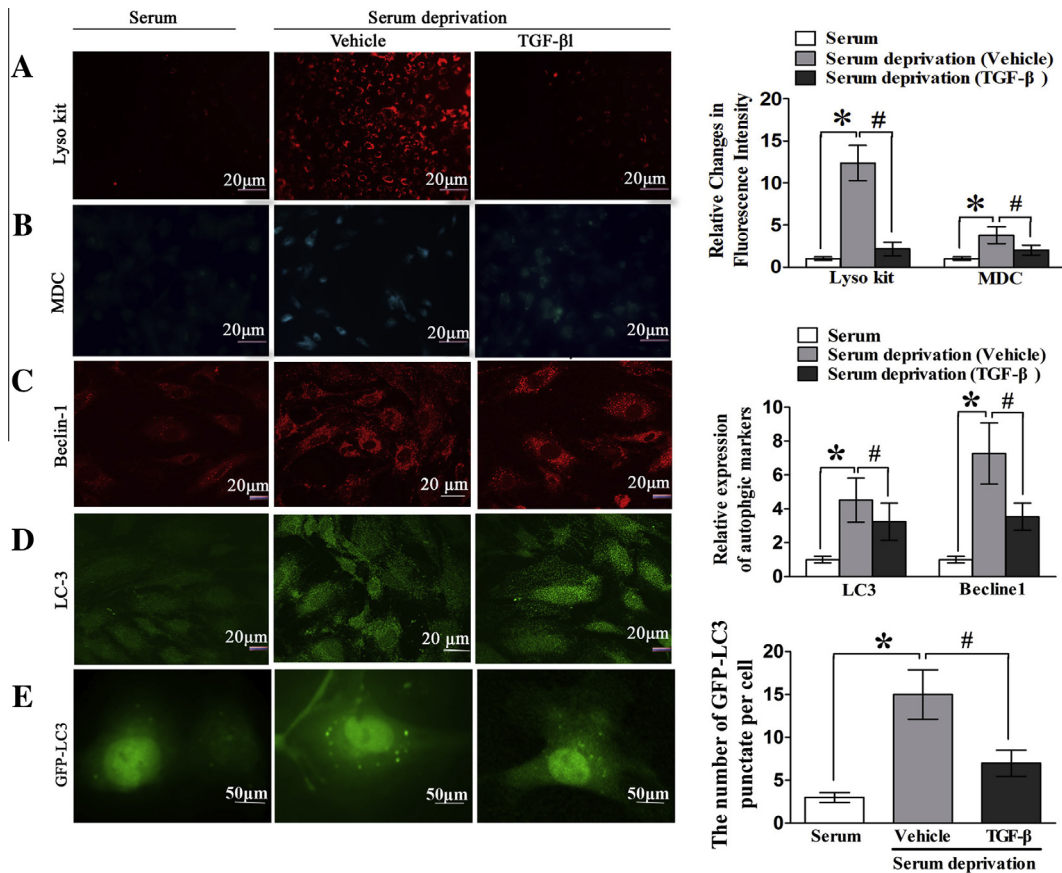 Serum
Serum deprivation
Vehicle
TGF-βl
A
Lyso kit
20μm
20μm
20μm
B
MDC
20μm
20μm
20μm
C
Beclin-1
20μm
20 μm
20μm
D
LC-3
20μm
20 μm
20μm
E
GFP-LC3
50μm
50μm
50μm
Serum
Serum deprivation (Vehicle)
Serum deprivation (TGF-β )
Relative Changes in
Fluorescence Intensity
20
15
10
5
0
* #
* #
Lyso kit MDC
Serum
Serum deprivation (Vehicle)
Serum deprivation (TGF-β )
Relative expression
of autophgic markers
10
8
6
4
2
0
* #
* #
LC3 Becline1
The number of GFP-LC3
punctate per cell
20
15
10
5
0
* #
Serum Vehicle TGF-β
Serum deprivation